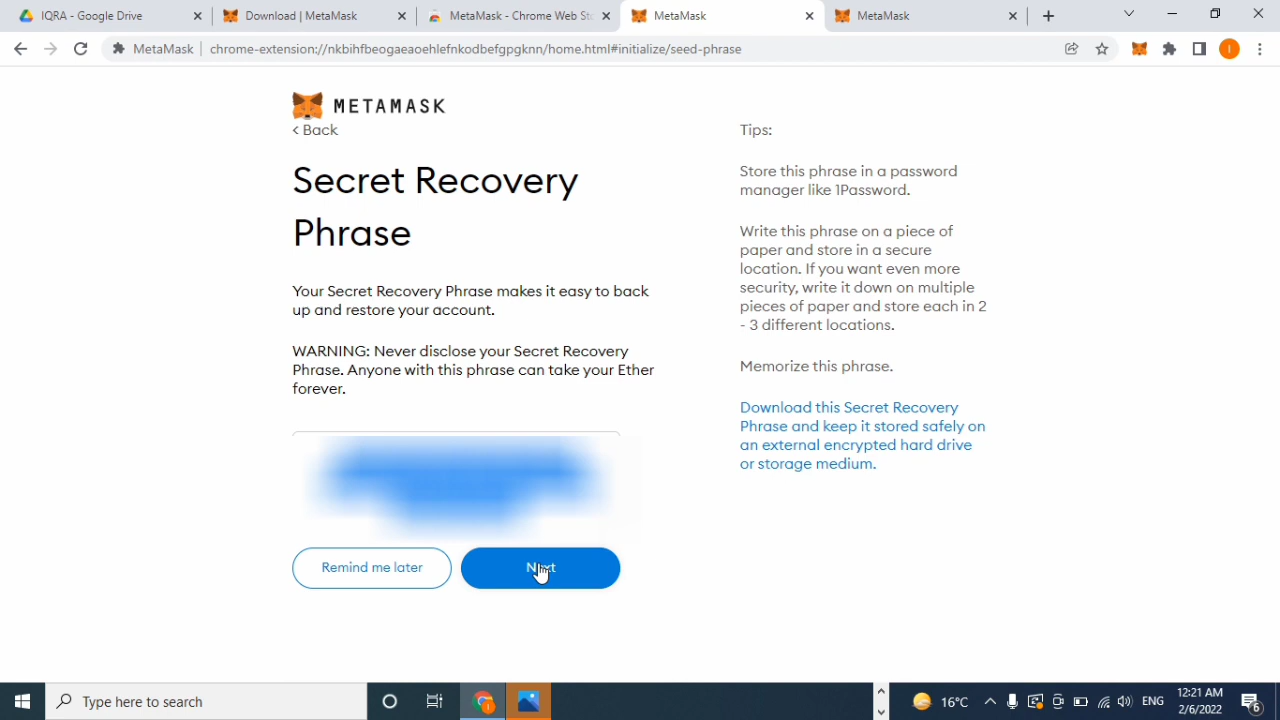 IQRA - Google Drive
Download | MetaMask
MetaMask - Chrome Web Sto
MetaMask
MetaMask
MetaMask
chrome-extension://nkbihfbeogaeaoehlefnkodbefgpgknn/home.html#initialize/seed-phrase
I
METAMASK
< Back
Secret Recovery
Phrase
Your Secret Recovery Phrase makes it easy to back
up and restore your account.
WARNING: Never disclose your Secret Recovery
Phrase. Anyone with this phrase can take your Ether
forever.
Remind me later
Next
Tips:
Store this phrase in a password
manager like 1Password.
Write this phrase on a piece of
paper and store in a secure
location. If you want even more
security, write it down on multiple
pieces of paper and store each in 2
- 3 different locations.
Memorize this phrase.
Download this Secret Recovery
Phrase and keep it stored safely on
an external encrypted hard drive
or storage medium.
Type here to search
16°C
ENG
12:21 AM
2/6/2022
6